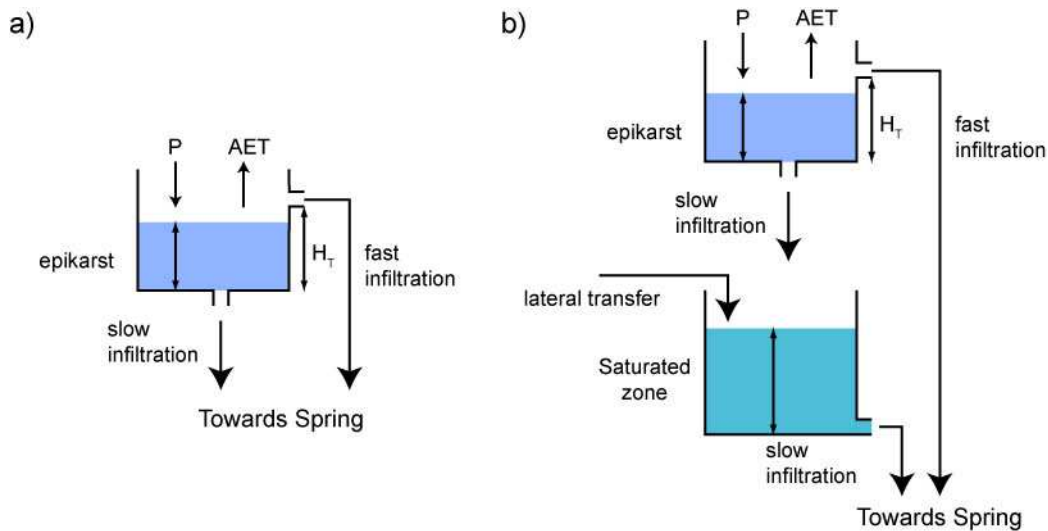 a)
P
AET
epikarst
H_T
fast
infiltration
slow
infiltration
Towards Spring
b)
P
AET
epikarst
H_T
fast
infiltration
slow
infiltration
lateral transfer
Saturated
zone
slow
infiltration
Towards Spring